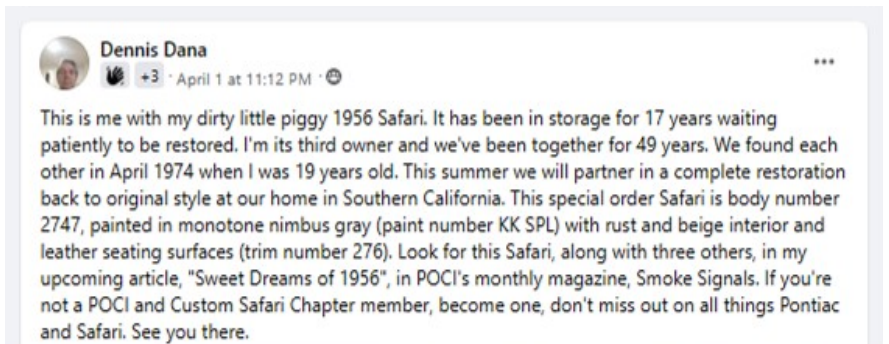 Dennis Dana
+3 · April 1 at 11:12 PM ·
This is me with my dirty little piggy 1956 Safari. It has been in storage for 17 years waiting
patiently to be restored. I'm its third owner and we've been together for 49 years. We found each
other in April 1974 when I was 19 years old. This summer we will partner in a complete restoration
back to original style at our home in Southern California. This special order Safari is body number
2747, painted in monotone nimbus gray (paint number KK SPL) with rust and beige interior and
leather seating surfaces (trim number 276). Look for this Safari, along with three others, in my
upcoming article, "Sweet Dreams of 1956", in POCI's monthly magazine, Smoke Signals. If you're
not a POCI and Custom Safari Chapter member, become one, don't miss out on all things Pontiac
and Safari. See you there.